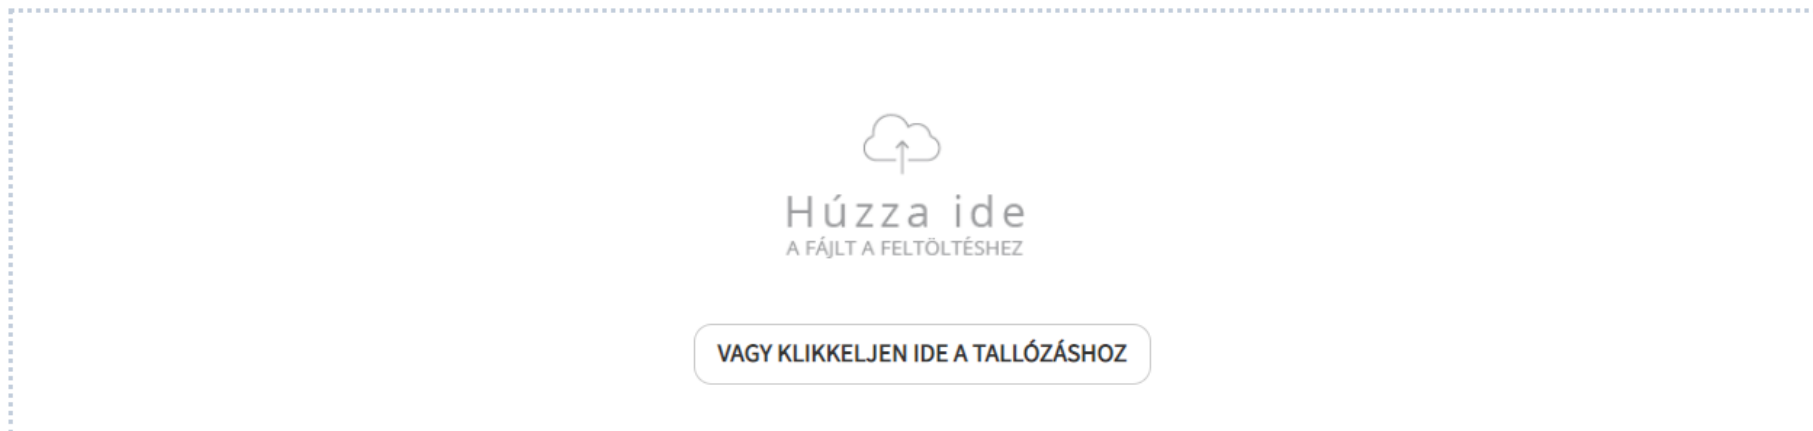 Húzza ide
A FÁJLT A FELTÖLTÉSHEZ
VAGY KLIKKELJEN IDE A TALLÓZÁSHOZ